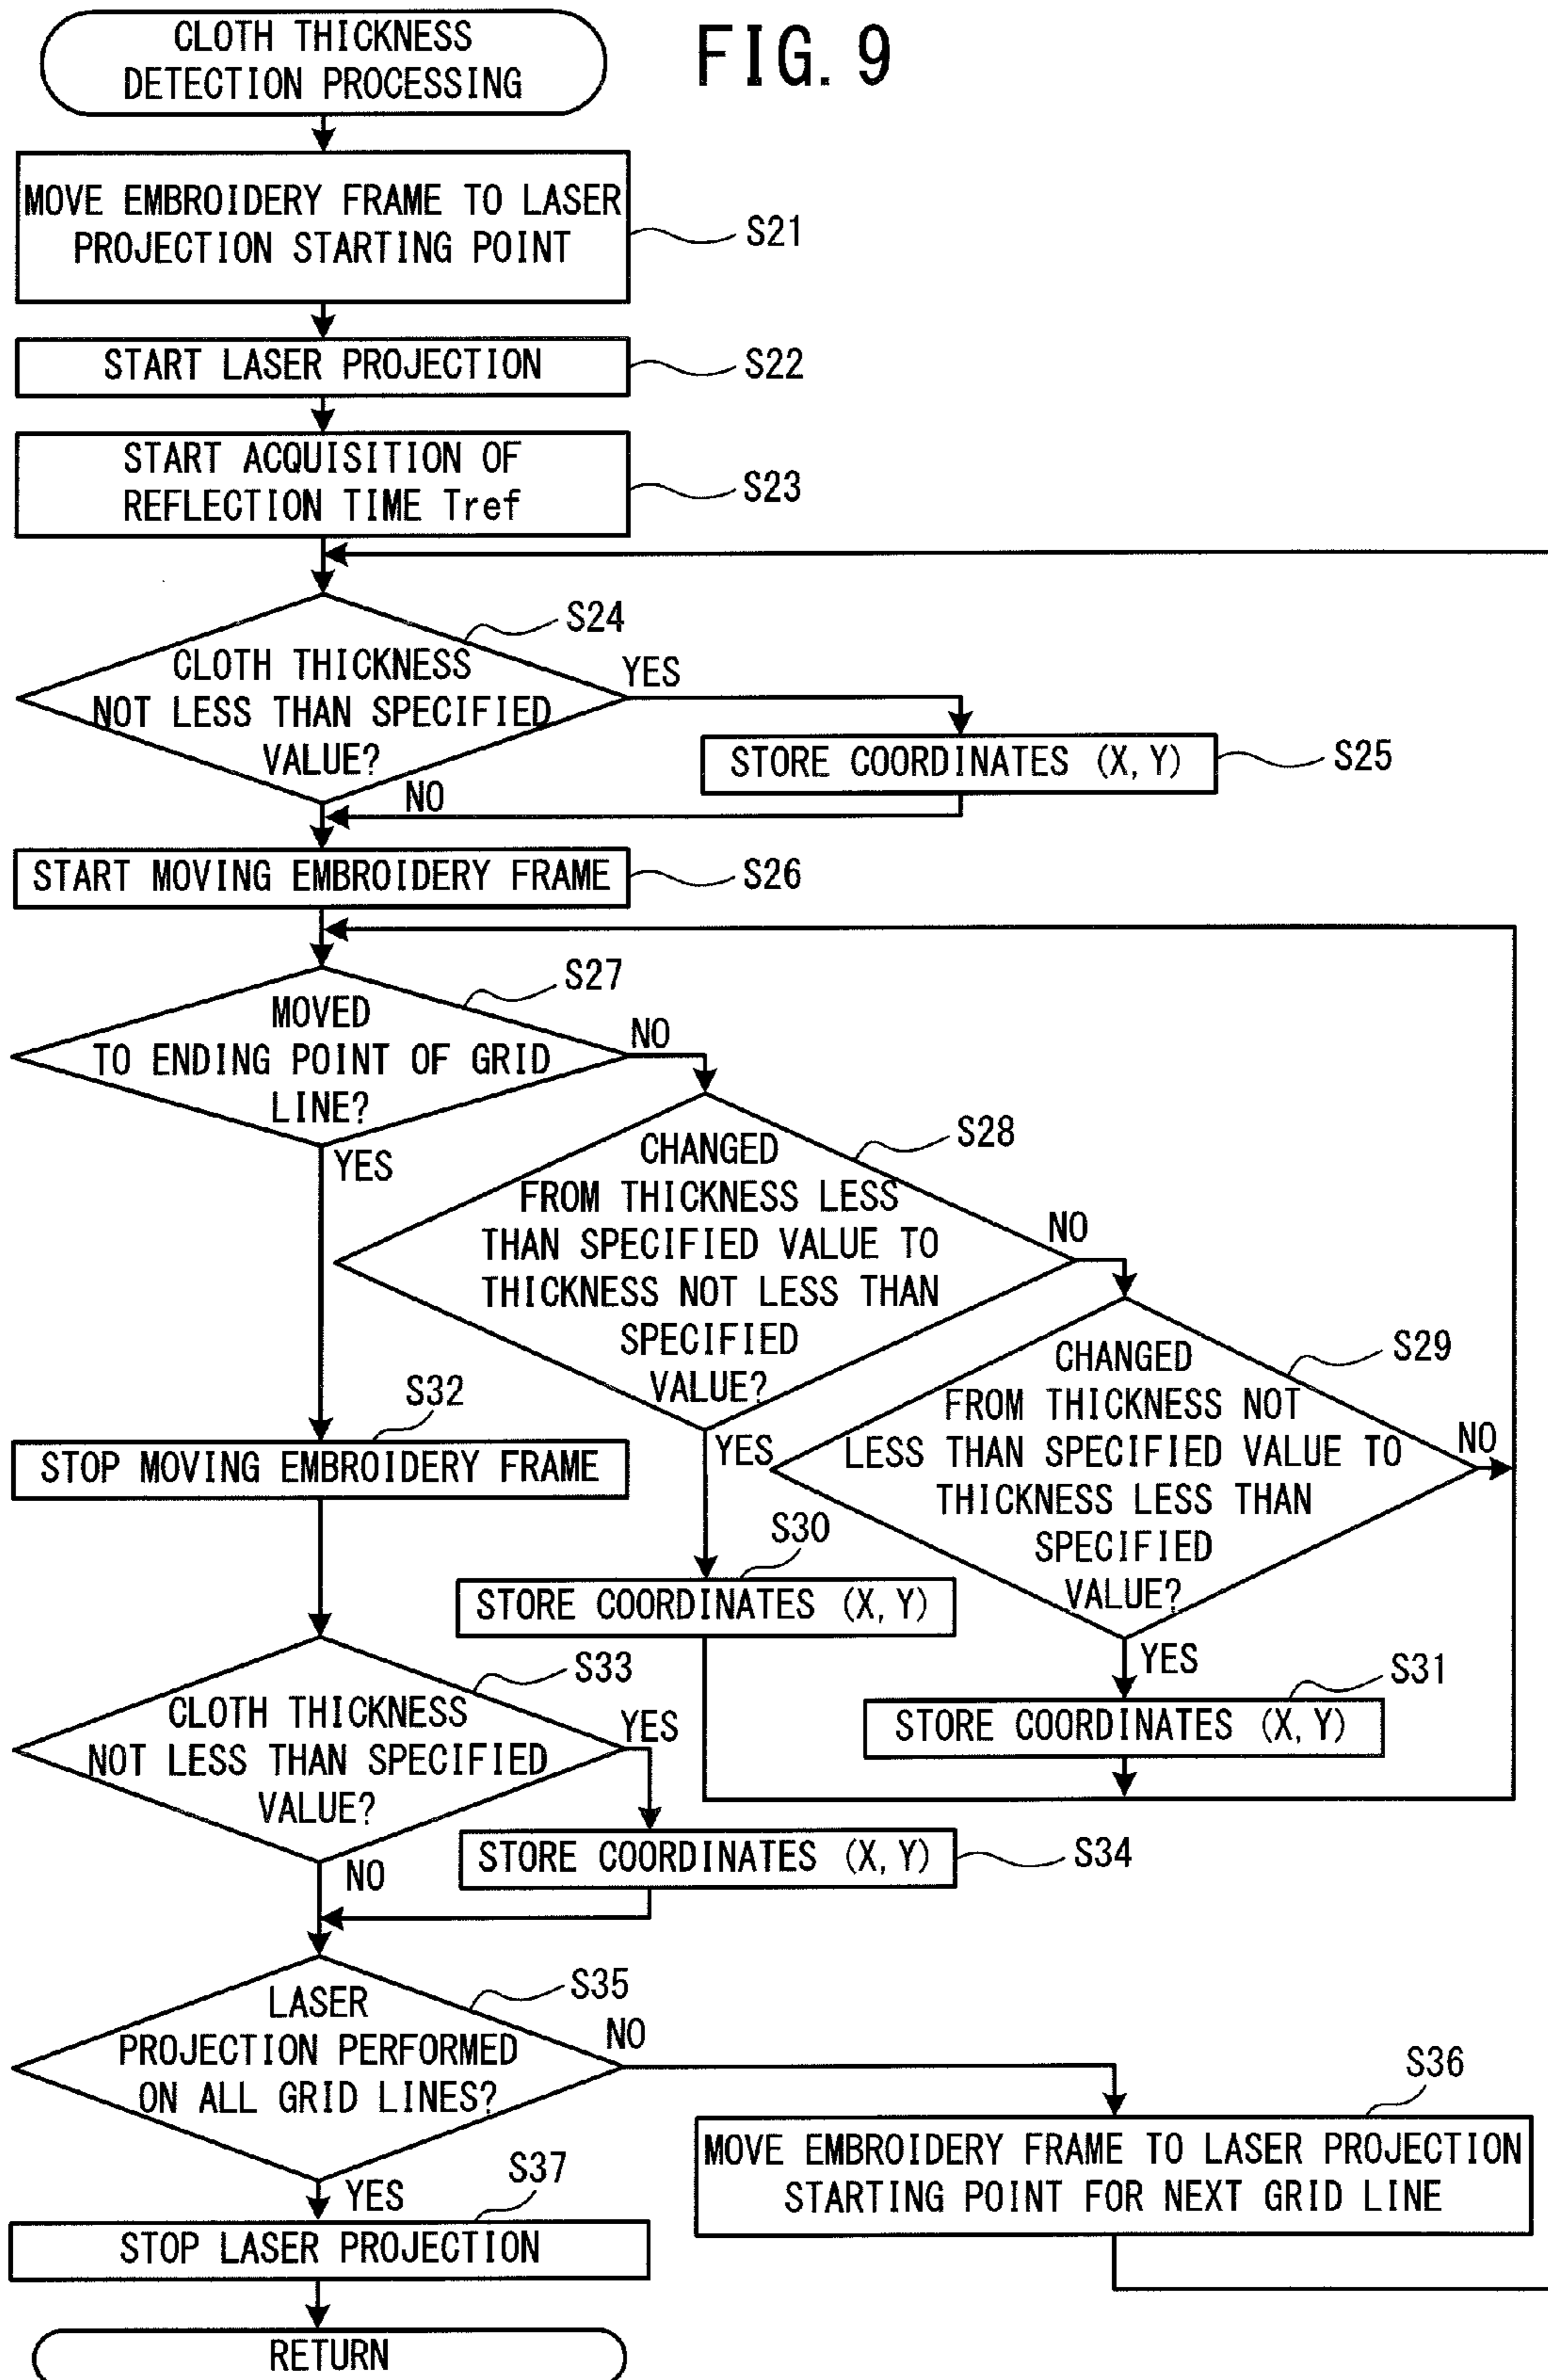 FIG. 9
CLOTH THICKNESS
DETECTION PROCESSING
MOVE EMBROIDERY FRAME TO LASER
PROJECTION STARTING POINT
S21
START LASER PROJECTION
S22
START ACQUISITION OF
REFLECTION TIME Tref
S23
S24
CLOTH THICKNESS
NOT LESS THAN SPECIFIED
VALUE?
YES
NO
STORE COORDINATES (X, Y)
S25
START MOVING EMBROIDERY FRAME
S26
S27
MOVED
TO ENDING POINT OF GRID
LINE?
NO
YES
S28
CHANGED
FROM THICKNESS LESS
THAN SPECIFIED VALUE TO
THICKNESS NOT LESS THAN
SPECIFIED
VALUE?
NO
YES
S29
CHANGED
FROM THICKNESS NOT
LESS THAN SPECIFIED VALUE TO
THICKNESS LESS THAN
SPECIFIED
VALUE?
NO
YES
S30
STORE COORDINATES (X, Y)
S31
STORE COORDINATES (X, Y)
S32
STOP MOVING EMBROIDERY FRAME
S33
CLOTH THICKNESS
NOT LESS THAN SPECIFIED
VALUE?
YES
NO
STORE COORDINATES (X, Y)
S34
S35
LASER
PROJECTION PERFORMED
ON ALL GRID LINES?
NO
YES
S36
MOVE EMBROIDERY FRAME TO LASER PROJECTION
STARTING POINT FOR NEXT GRID LINE
S37
STOP LASER PROJECTION
RETURN